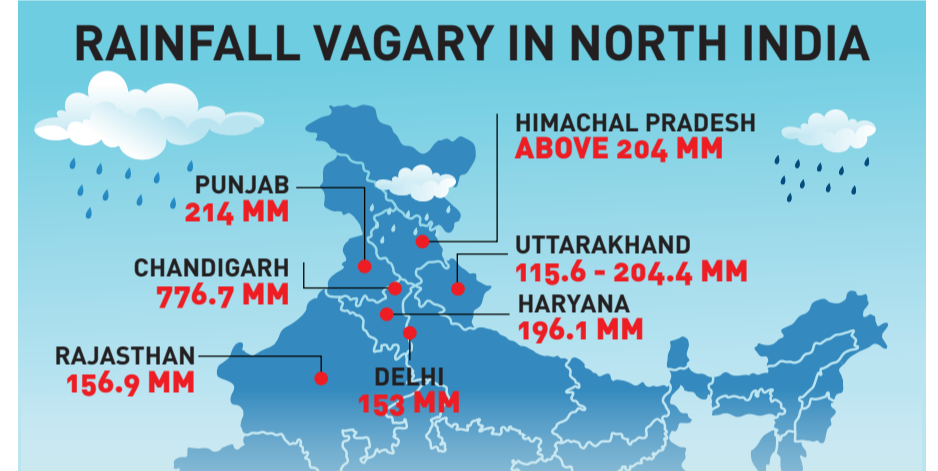 RAINFALL VAGARY IN NORTH INDIA
HIMACHAL PRADESH
ABOVE 204 MM
PUNJAB
214 MM
UTTARAKHAND
115.6 - 204.4 MM
CHANDIGARH
776.7 MM
HARYANA
196.1 MM
RAJASTHAN
156.9 MM
DELHI
153 MM